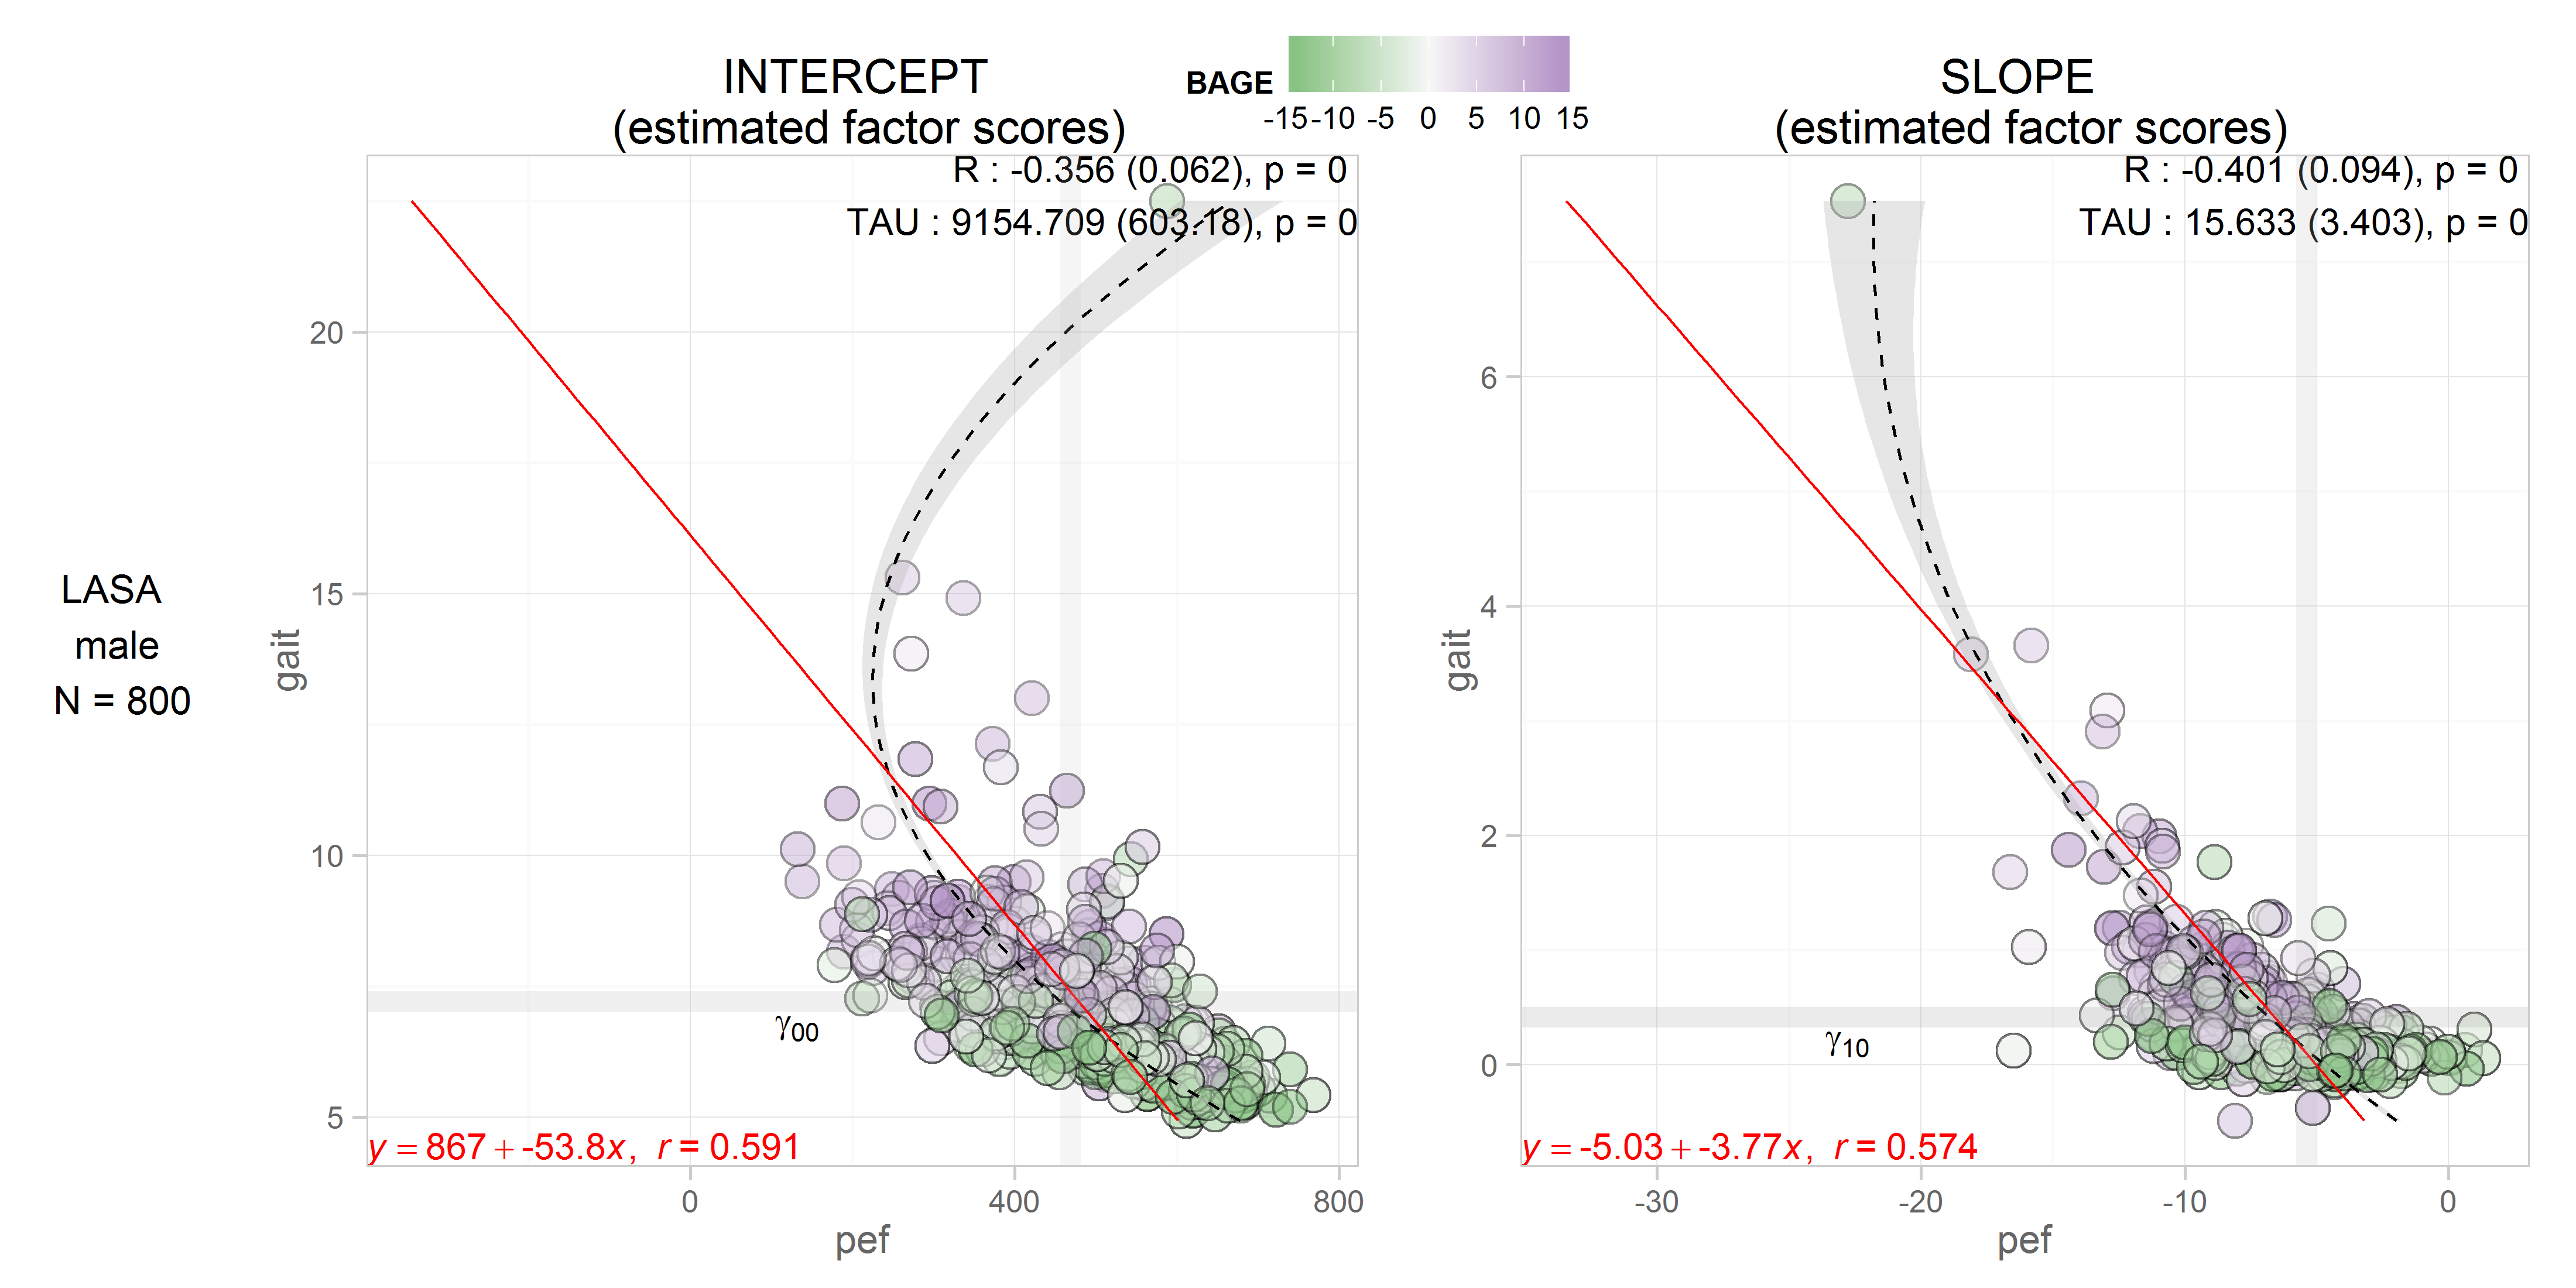 INTERCEPT
(estimated factor scores)
BAGE
-15 -10 -5 0 5 10 15
SLOPE
(estimated factor scores)
R : -0.356 (0.062), p = 0
TAU : 9154.709 (603.18), p = 0
R : -0.401 (0.094), p = 0
TAU : 15.633 (3.403), p = 0
LASA
male
N = 800
gait
20
15
10
5
γ00
y = 867 + -53.8x, r = 0.591
0 400 800
pef
gait
6
4
2
0
γ10
y = -5.03 + -3.77x, r = 0.574
-30 -20 -10 0
pef